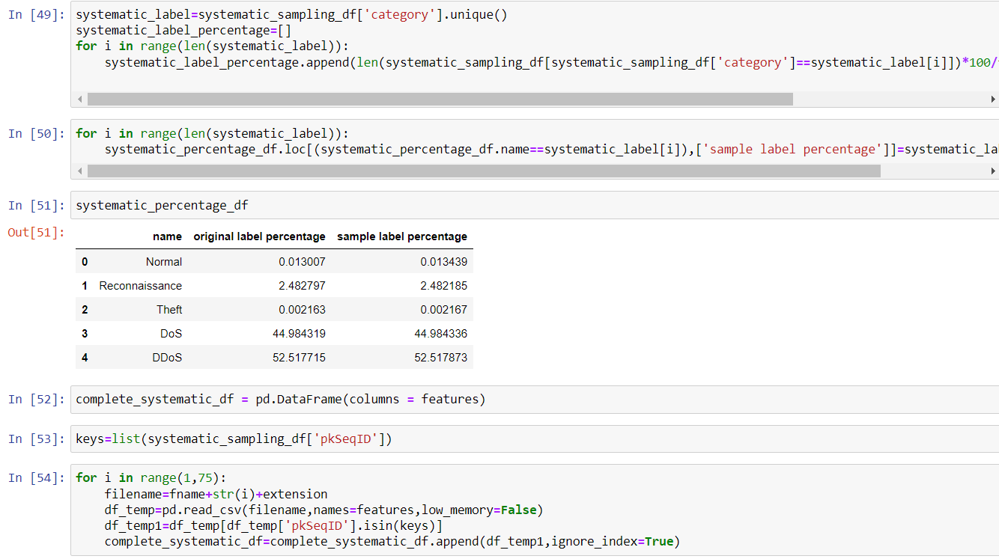 In [49]: systematic_label=systematic_sampling_df['category'].unique()
systematic_label_percentage=[]
for i in range(len(systematic_label)):
systematic_label_percentage.append(len(systematic_sampling_df[systematic_sampling_df['category']==systematic_label[i]])*100/
In [50]: for i in range(len(systematic_label)):
systematic_percentage_df.loc[(systematic_percentage_df.name==systematic_label[i]),['sample label percentage']]=systematic_la
In [51]: systematic_percentage_df
Out[51]:
name original label percentage sample label percentage
0 Normal 0.013007 0.013439
1 Reconnaissance 2.482797 2.482185
2 Theft 0.002163 0.002167
3 DoS 44.984319 44.984336
4 DDoS 52.517715 52.517873
In [52]: complete_systematic_df = pd.DataFrame(columns = features)
In [53]: keys=list(systematic_sampling_df['pkSeqID'])
In [54]: for i in range(1,75):
filename=fname+str(i)+extension
df_temp=pd.read_csv(filename,names=features,low_memory=False)
df_temp1=df_temp[df_temp['pkSeqID'].isin(keys)]
complete_systematic_df=complete_systematic_df.append(df_temp1,ignore_index=True)